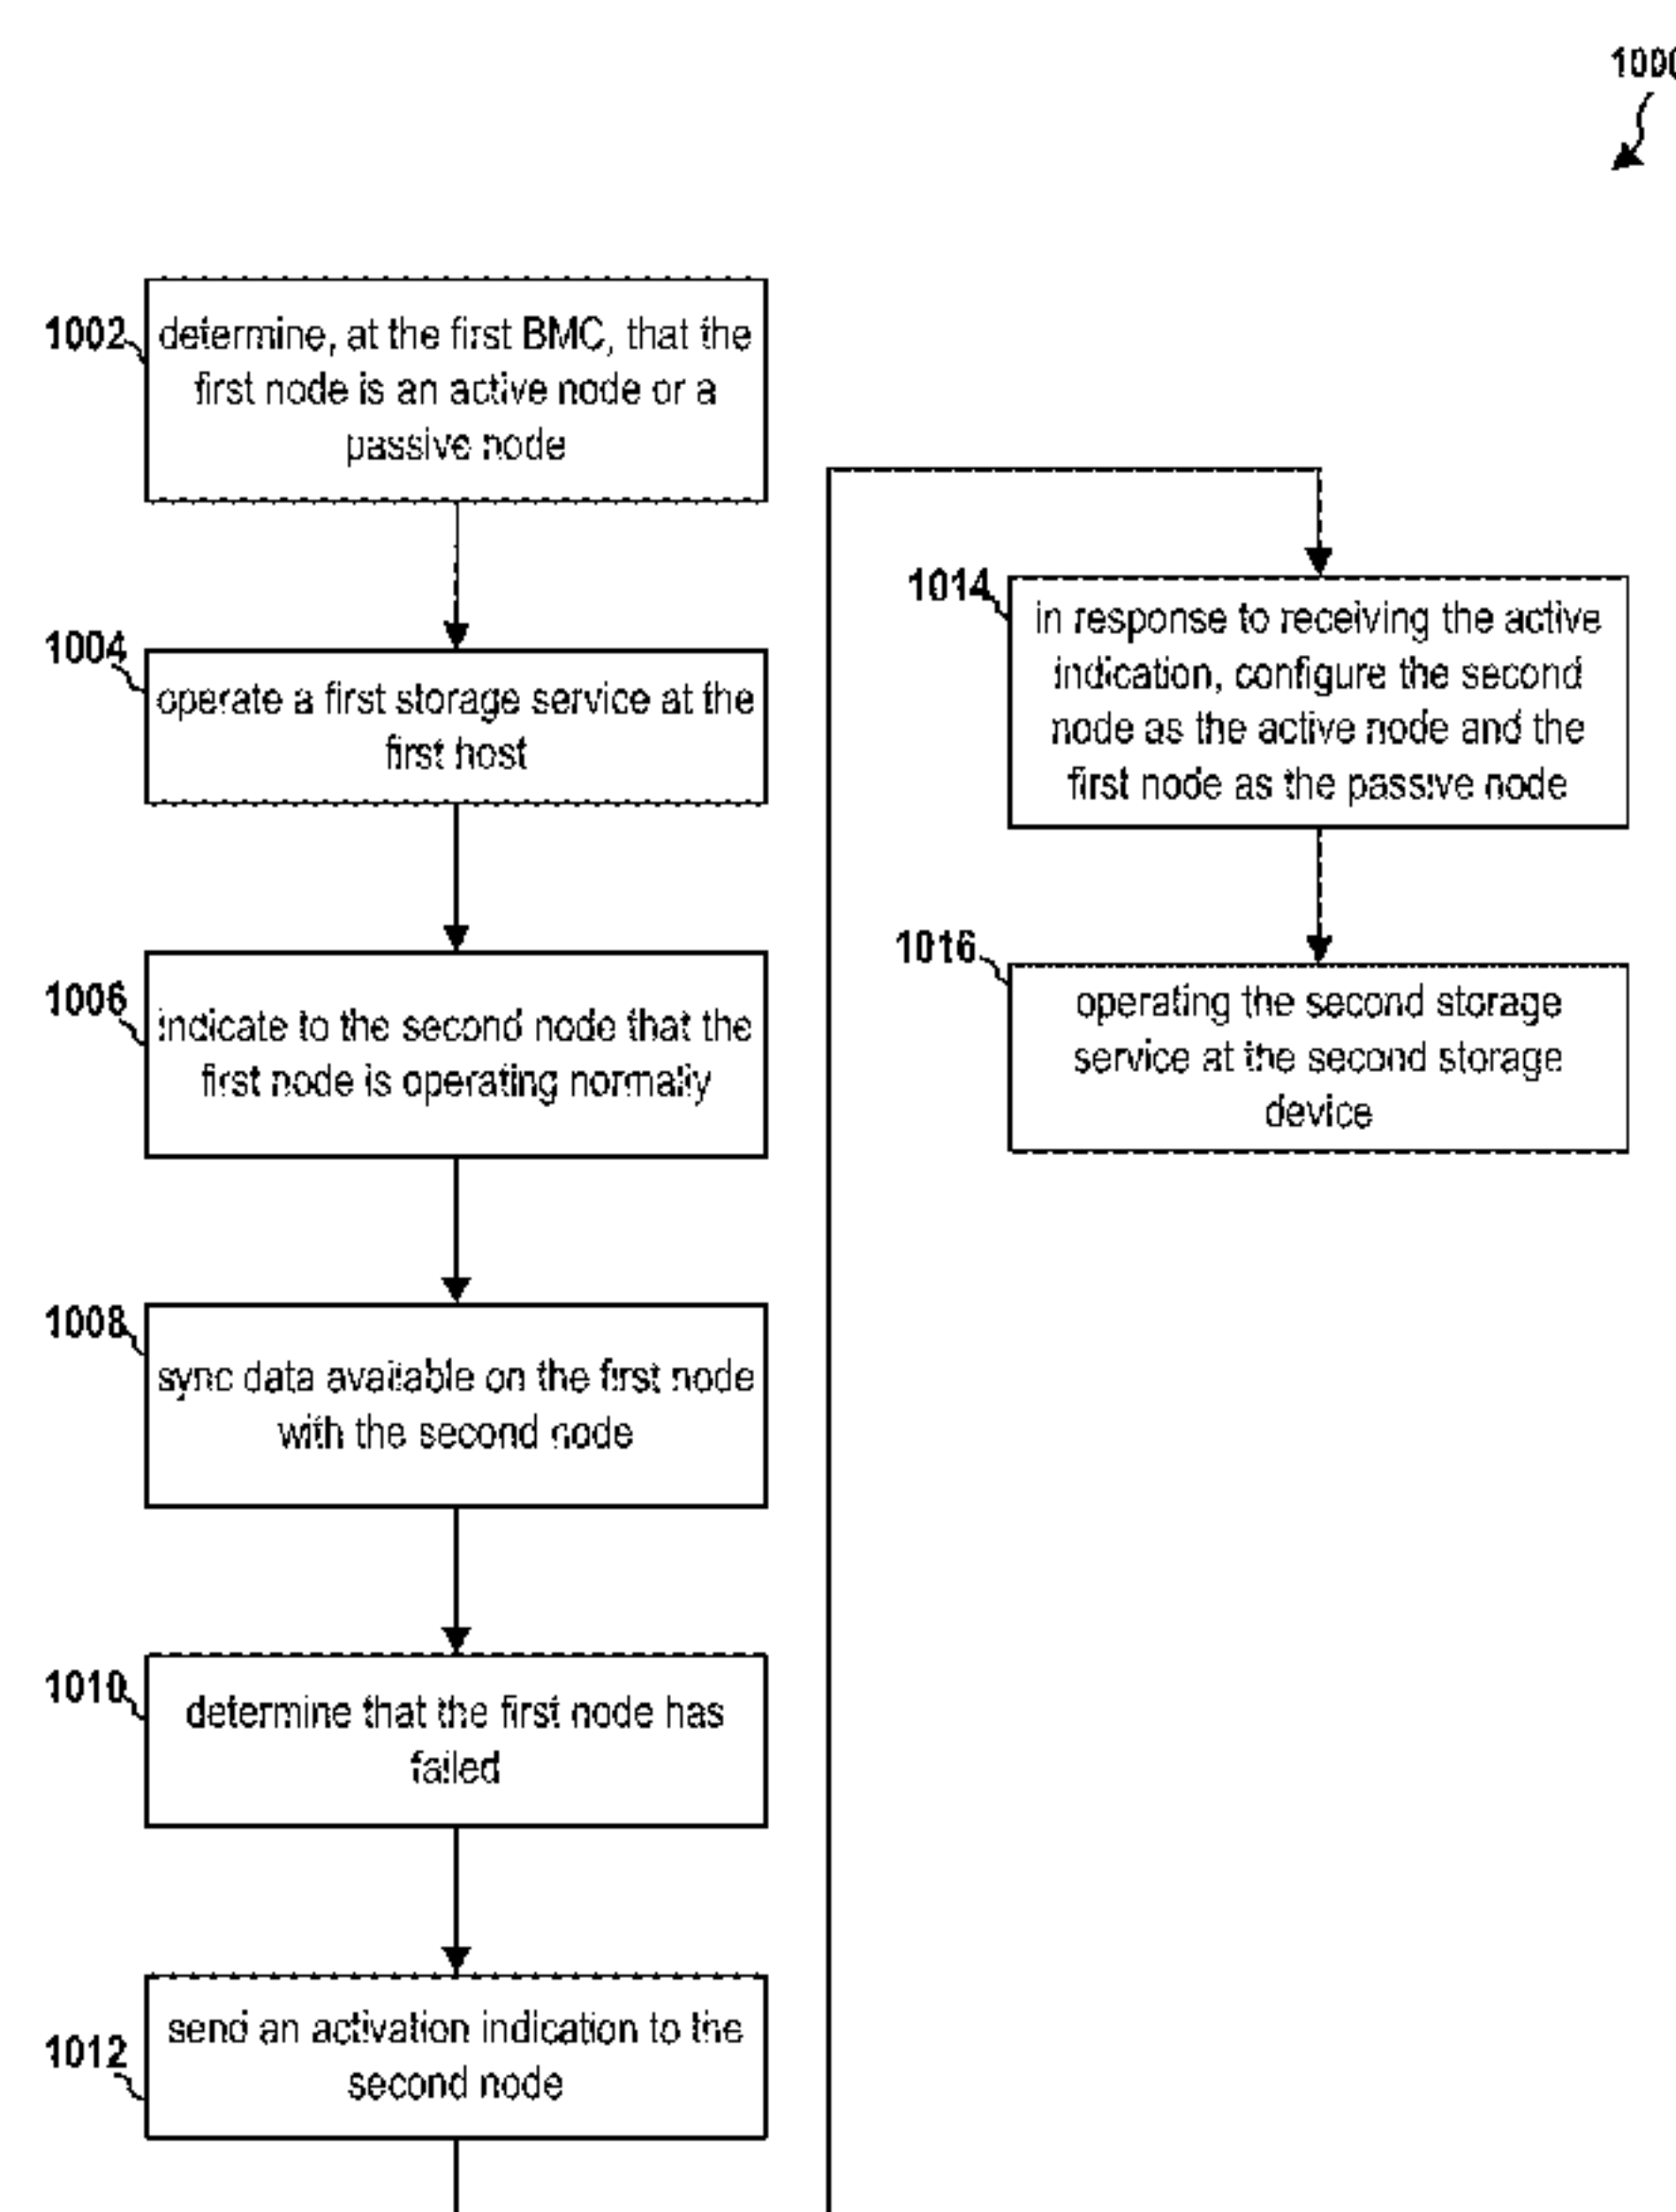 1000
1002
determine, at the first BMC, that the
first node is an active node or a
passive node
1004
operate a first storage service at the
first host
1006
indicate to the second node that the
first node is operating normally
1008
sync data available on the first node
with the second node
1010
determine that the first node has
failed
1012
send an activation indication to the
second node
1014
in response to receiving the active
indication, configure the second
node as the active node and the
first node as the passive node
1016
operating the second storage
service at the second storage
device